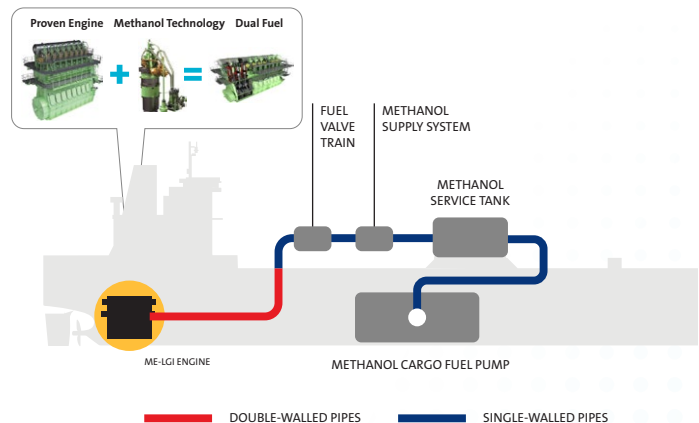 Proven Engine Methanol Technology Dual Fuel
FUEL
VALVE
TRAIN
METHANOL
SUPPLY SYSTEM
METHANOL
SERVICE TANK
ME-LGI ENGINE
METHANOL CARGO FUEL PUMP
DOUBLE-WALLED PIPES
SINGLE-WALLED PIPES